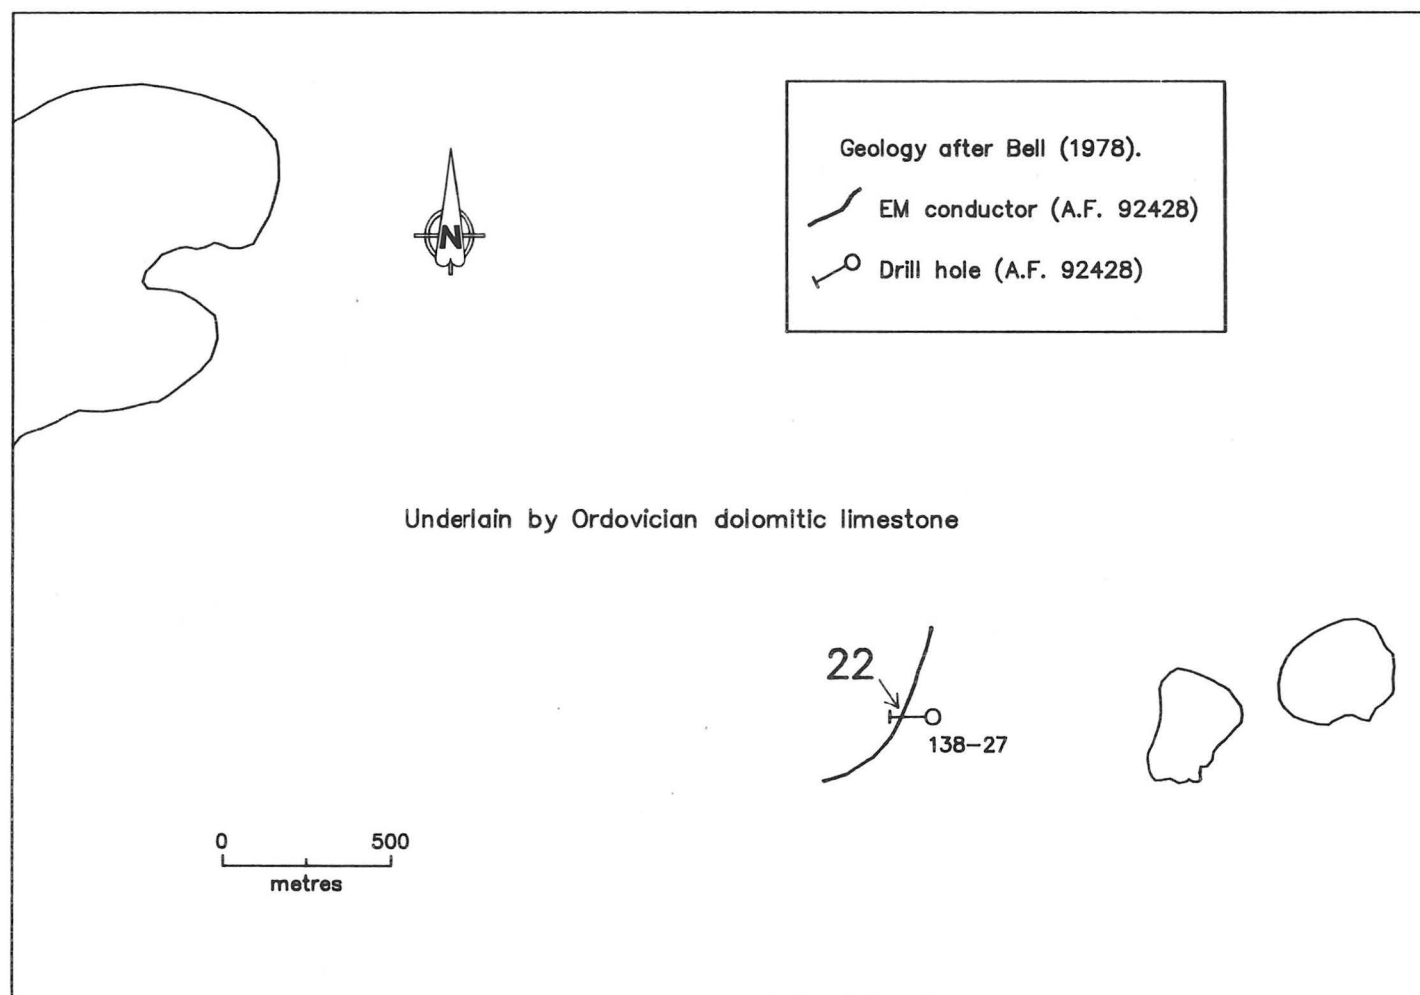 Geology after Bell (1978).
N
EM conductor (A.F. 92428)
Drill hole (A.F. 92428)
Underlain by Ordovician dolomitic limestone
22
138-27
0 500
metres